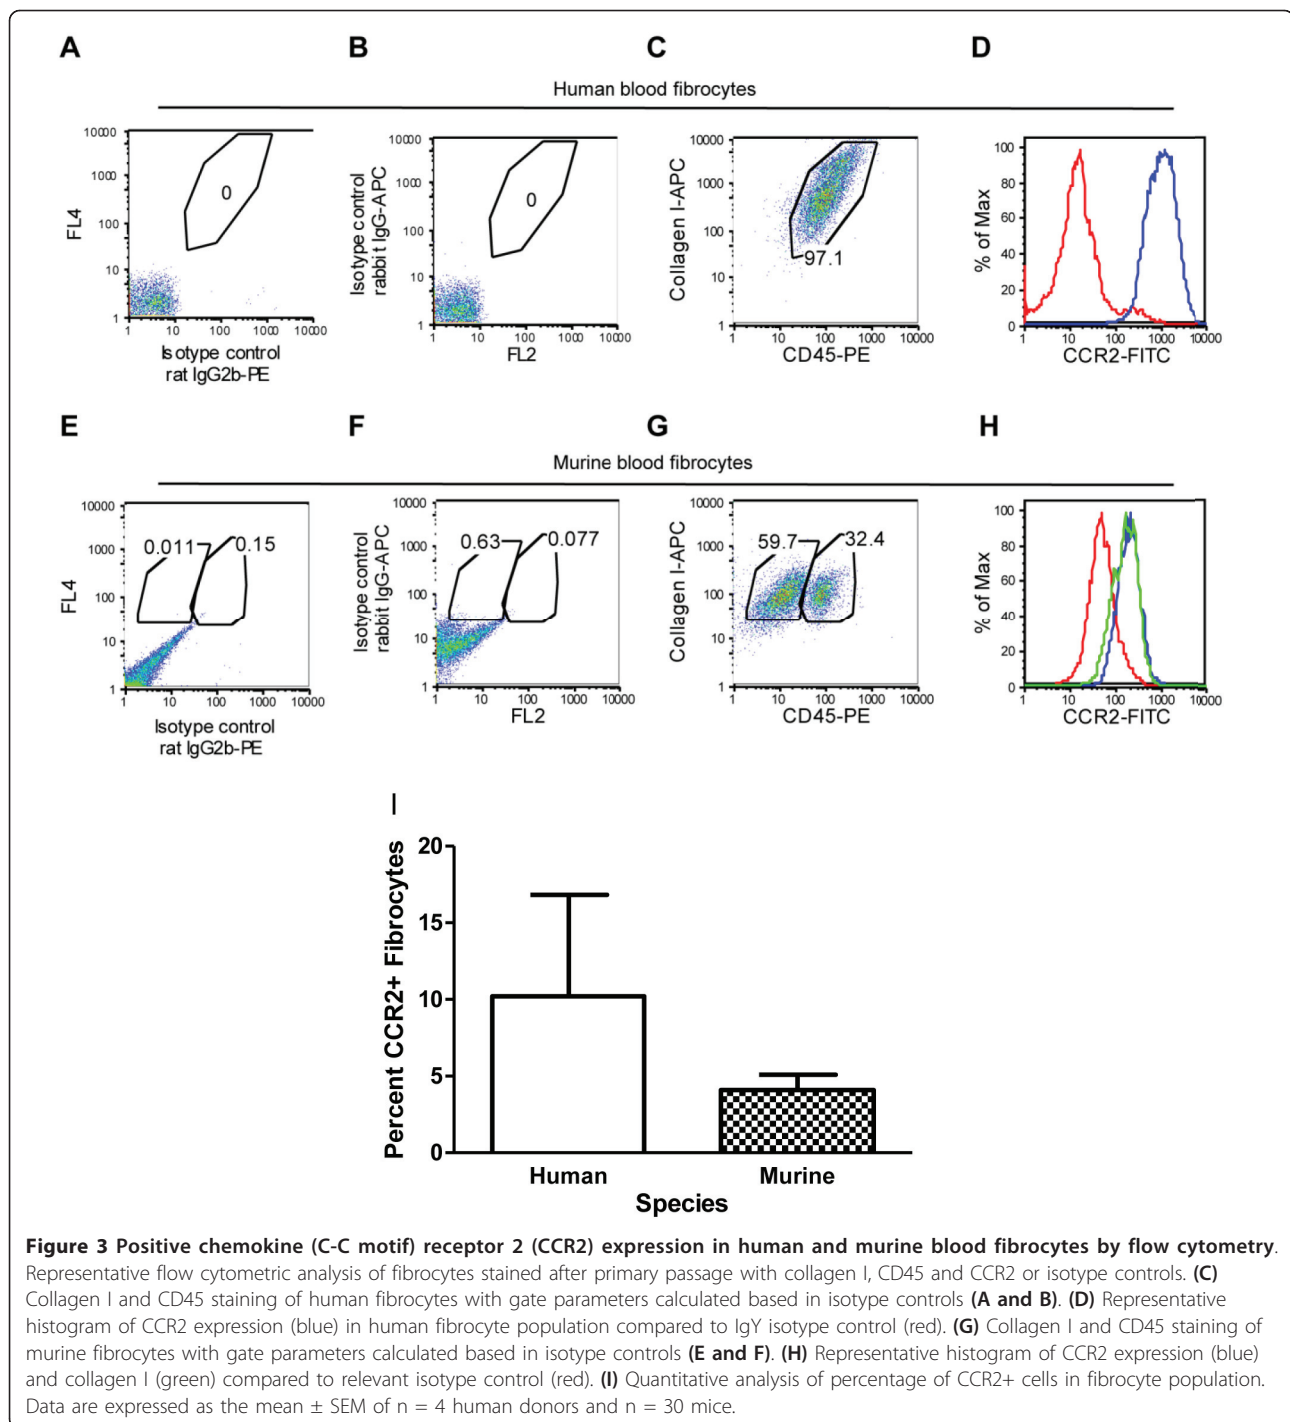 A
B
C
D
Human blood fibrocytes
10000
1000
100
10
1
FL4
0
1
10
100
1000
10000
Isotype control
rat IgG2b-PE
10000
1000
100
10
1
Isotype control
rabbit IgG-APC
0
1
10
100
1000
10000
FL2
10000
1000
100
10
1
Collagen I-APC
97.1
1
10
100
1000
10000
CD45-PE
100
80
60
40
20
0
% of Max
1
10
100
1000
10000
CCR2-FITC
E
F
G
H
Murine blood fibrocytes
10000
1000
100
10
1
FL4
0.011
0.15
1
10
100
1000
10000
Isotype control
rat IgG2b-PE
10000
1000
100
10
1
Isotype control
rabbit IgG-APC
0.63
0.077
1
10
100
1000
10000
FL2
10000
1000
100
10
1
Collagen I-APC
59.7
32.4
1
10
100
1000
10000
CD45-PE
100
80
60
40
20
0
% of Max
1
10
100
1000
10000
CCR2-FITC
I
20
15
10
5
0
Percent CCR2+ Fibrocytes
Human
Murine
Species
Figure 3 Positive chemokine (C-C motif) receptor 2 (CCR2) expression in human and murine blood fibrocytes by flow cytometry.
Representative flow cytometric analysis of fibrocytes stained after primary passage with collagen I, CD45 and CCR2 or isotype controls. (C)
Collagen I and CD45 staining of human fibrocytes with gate parameters calculated based in isotype controls (A and B). (D) Representative
histogram of CCR2 expression (blue) in human fibrocyte population compared to IgY isotype control (red). (G) Collagen I and CD45 staining of
murine fibrocytes with gate parameters calculated based in isotype controls (E and F). (H) Representative histogram of CCR2 expression (blue)
and collagen I (green) compared to relevant isotype control (red). (I) Quantitative analysis of percentage of CCR2+ cells in fibrocyte population.
Data are expressed as the mean ± SEM of n = 4 human donors and n = 30 mice.